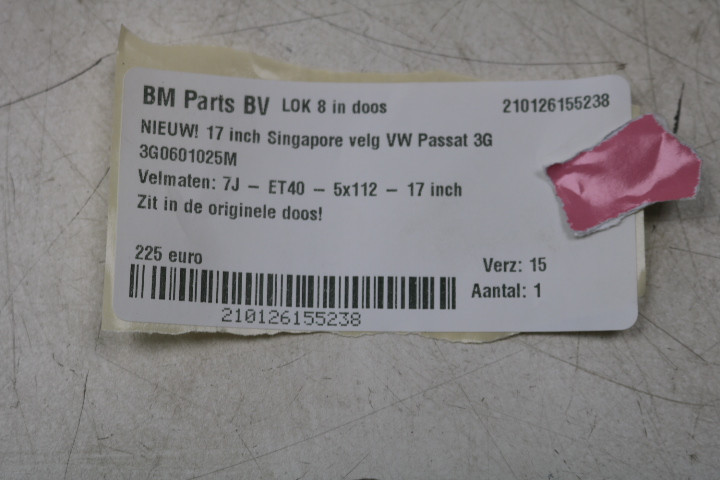 BM Parts BV LOK 8 in doos 210126155238
NIEUW! 17 inch Singapore velg VW Passat 3G
3G0601025M
Velmaten: 7J - ET40 - 5x112 - 17 inch
Zit in de originele doos!
225 euro
Verz: 15
Aantal: 1
210126155238